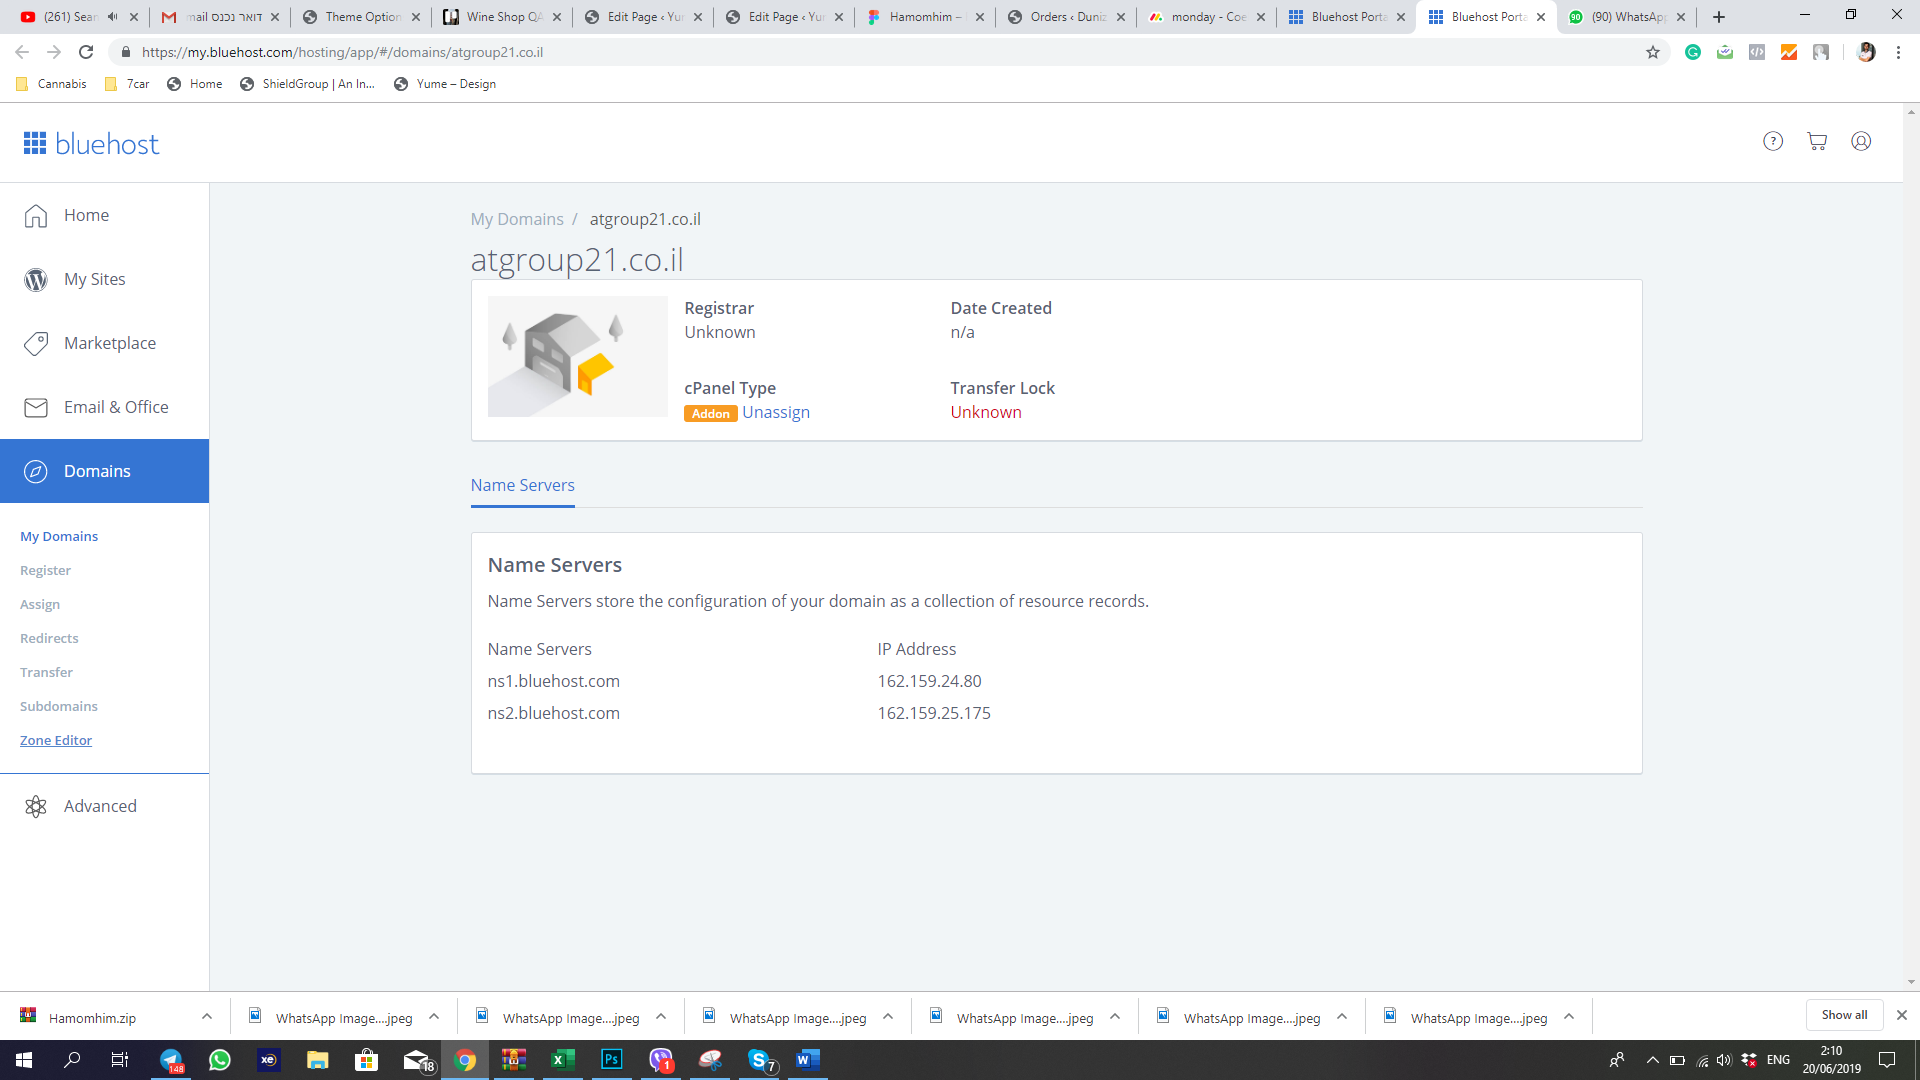 (261) Sear
דואר נכנס mail
Theme Option
Wine Shop QA
Edit Page ‹ Yur
Edit Page ‹ Yur
Hamomhim –
Orders ‹ Duniz
monday - Coe
Bluehost Porta
Bluehost Porta
(90) WhatsApp
https://my.bluehost.com/hosting/app/#/domains/atgroup21.co.il
Cannabis
7car
Home
ShieldGroup | An In...
Yume – Design
bluehost
Home
My Sites
Marketplace
Email & Office
Domains
My Domains
Register
Assign
Redirects
Transfer
Subdomains
Zone Editor
Advanced
My Domains / atgroup21.co.il
atgroup21.co.il
Registrar
Unknown
Date Created
n/a
cPanel Type
Addon Unassign
Transfer Lock
Unknown
Name Servers
Name Servers
Name Servers store the configuration of your domain as a collection of resource records.
Name Servers IP Address
ns1.bluehost.com 162.159.24.80
ns2.bluehost.com 162.159.25.175
Hamomhim.zip
WhatsApp Image....jpeg
WhatsApp Image....jpeg
WhatsApp Image....jpeg
WhatsApp Image....jpeg
WhatsApp Image....jpeg
WhatsApp Image....jpeg
Show all
148
xe
18
Ps
1
7
ENG
2:10
20/06/2019